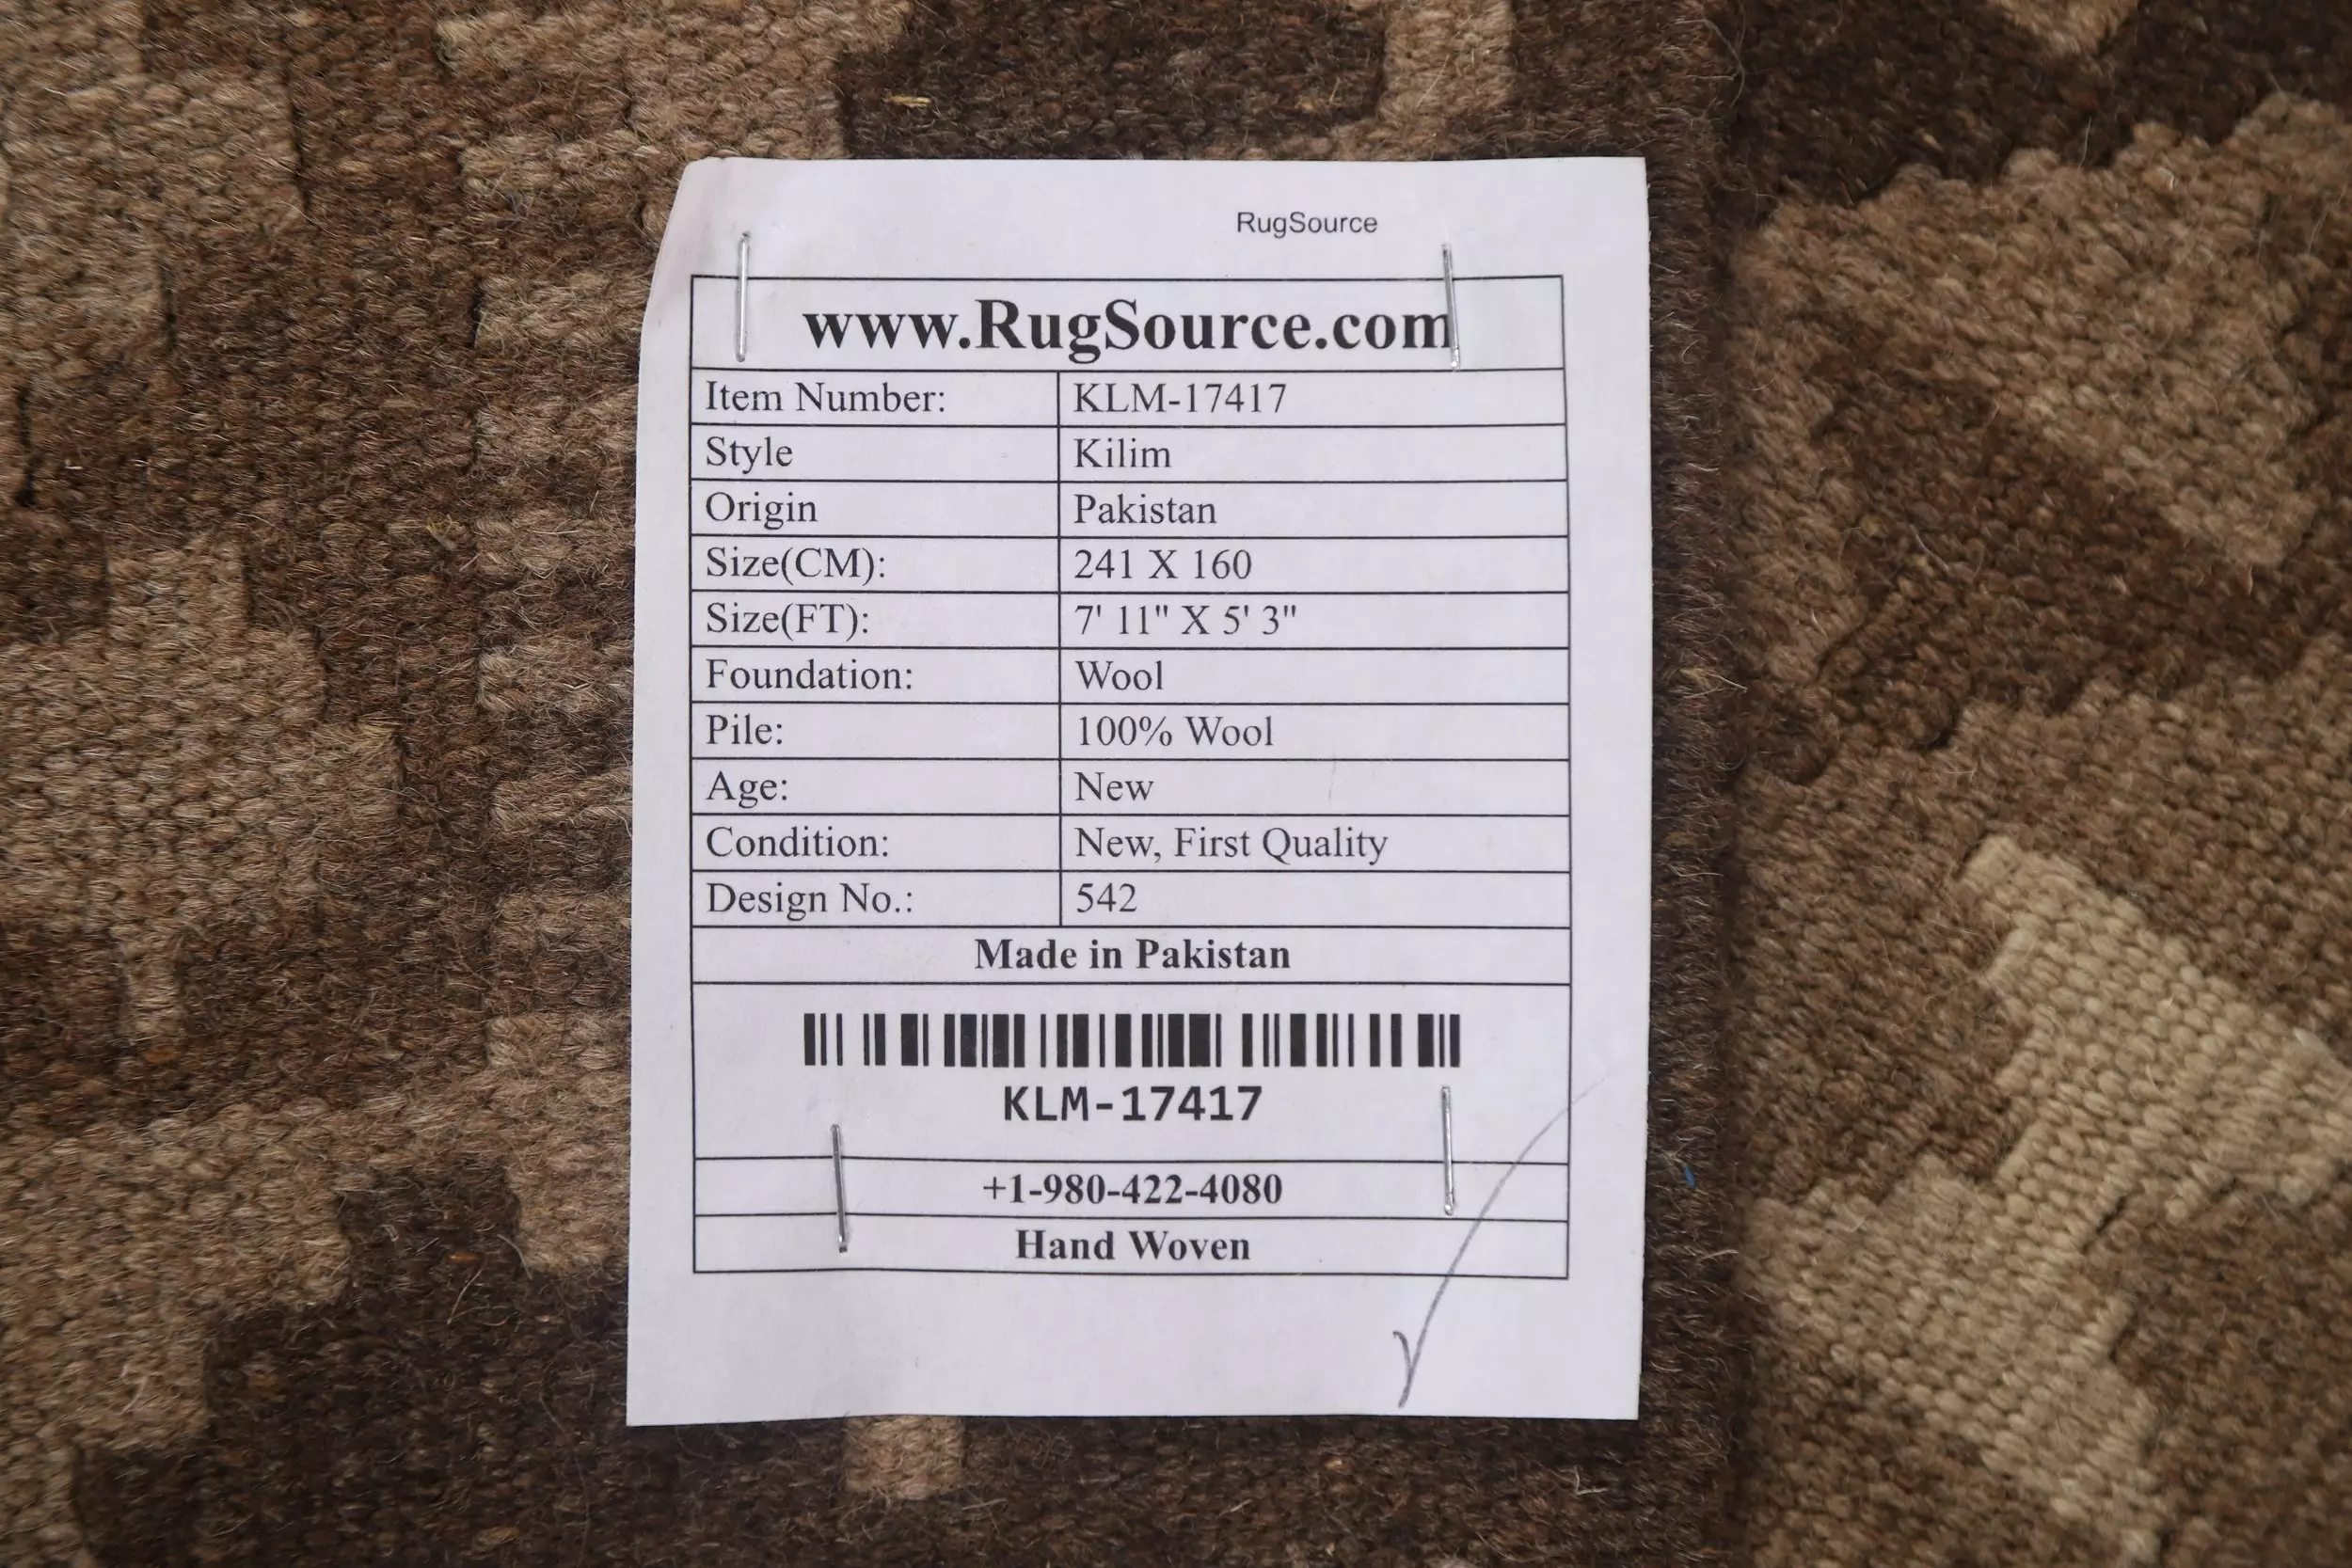 RugSource
www.RugSource.com
Item Number: KLM-17417
Style Kilim
Origin Pakistan
Size(CM): 241 X 160
Size(FT): 7' 11" X 5' 3"
Foundation: Wool
Pile: 100% Wool
Age: New
Condition: New, First Quality
Design No.: 542
Made in Pakistan
KLM-17417
+1-980-422-4080
Hand Woven